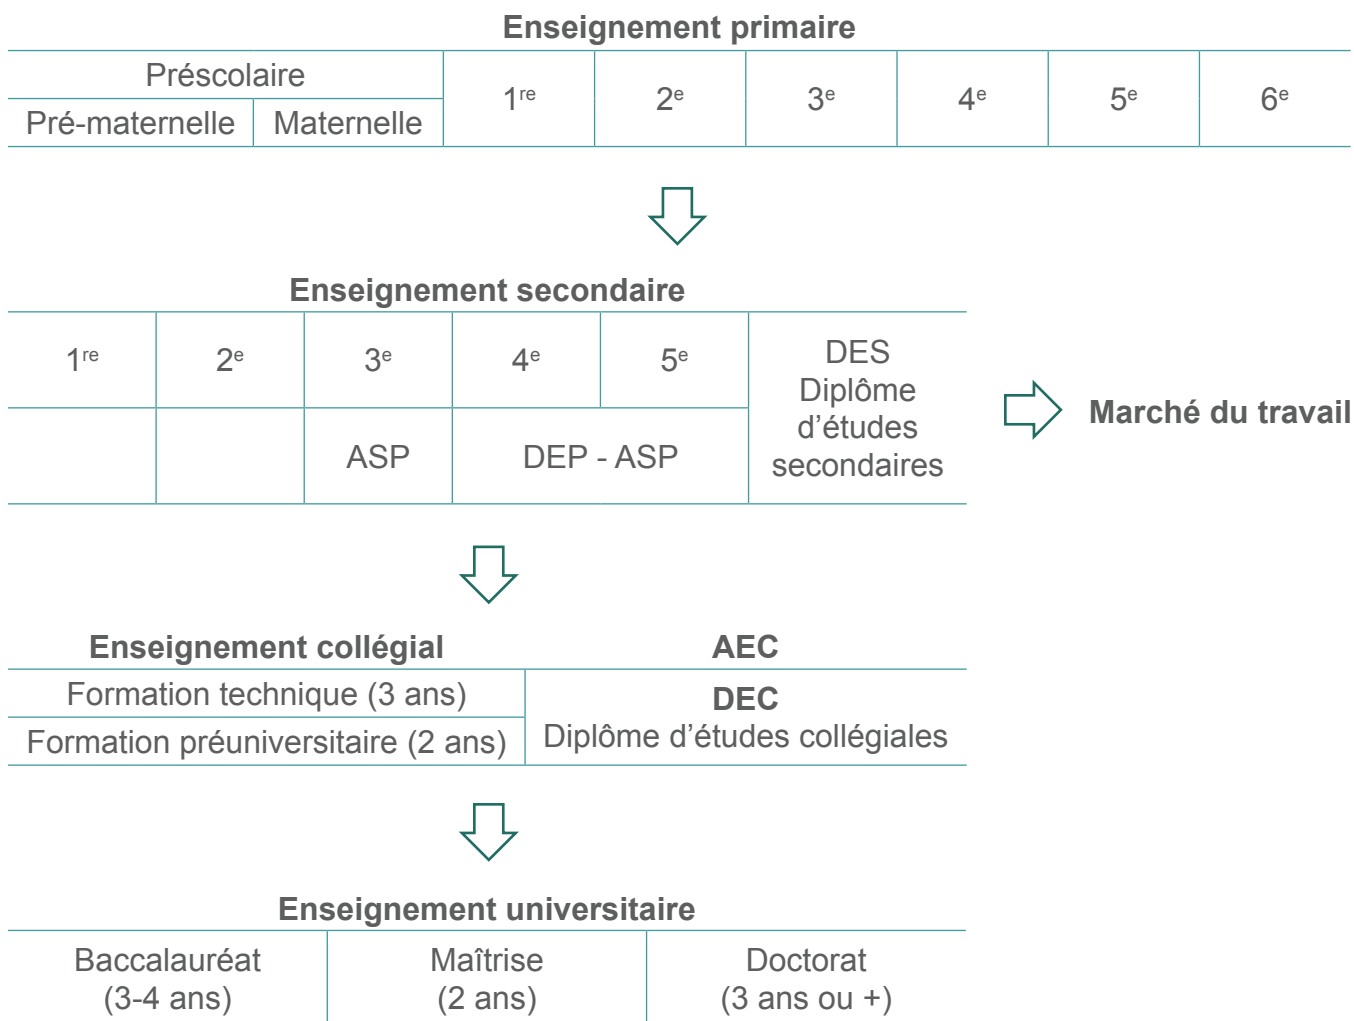 Enseignement primaire
Préscolaire
Pré-maternelle Maternelle
1re 2e 3e 4e 5e 6e
Enseignement secondaire
1re 2e 3e 4e 5e
ASP DEP - ASP
DES
Diplôme
d’études
secondaires
Marché du travail
Enseignement collégial AEC
Formation technique (3 ans)
Formation préuniversitaire (2 ans)
DEC
Diplôme d’études collégiales
Enseignement universitaire
Baccalauréat
(3-4 ans)
Maîtrise
(2 ans)
Doctorat
(3 ans ou +)